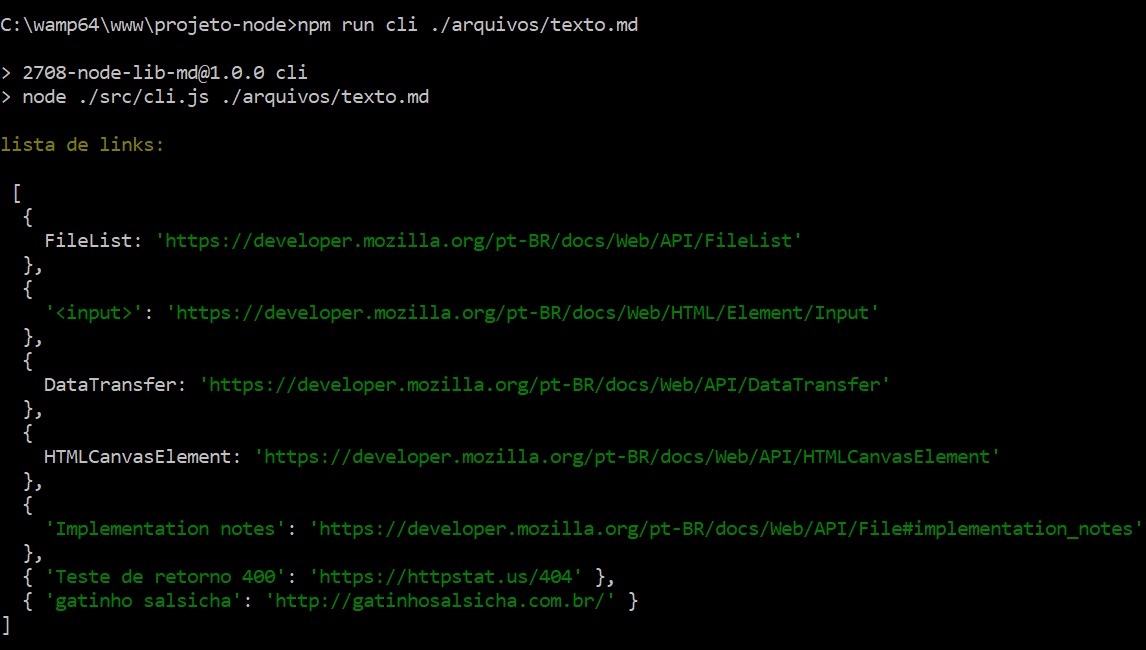 C:\wamp64\www\projeto-node>npm run cli ./arquivos/texto.md
> 2708-node-lib-md@1.0.0 cli
> node ./src/cli.js ./arquivos/texto.md
lista de links:
[
{
FileList: 'https://developer.mozilla.org/pt-BR/docs/Web/API/FileList'
},
{
'<input>': 'https://developer.mozilla.org/pt-BR/docs/Web/HTML/Element/Input'
},
{
DataTransfer: 'https://developer.mozilla.org/pt-BR/docs/Web/API/DataTransfer'
},
{
HTMLCanvasElement: 'https://developer.mozilla.org/pt-BR/docs/Web/API/HTMLCanvasElement'
},
{
'Implementation notes': 'https://developer.mozilla.org/pt-BR/docs/Web/API/File#implementation_notes'
},
{ 'Teste de retorno 400': 'https://httpstat.us/404' },
{ 'gatinho salsicha': 'http://gatinhosalsicha.com.br/' }
]